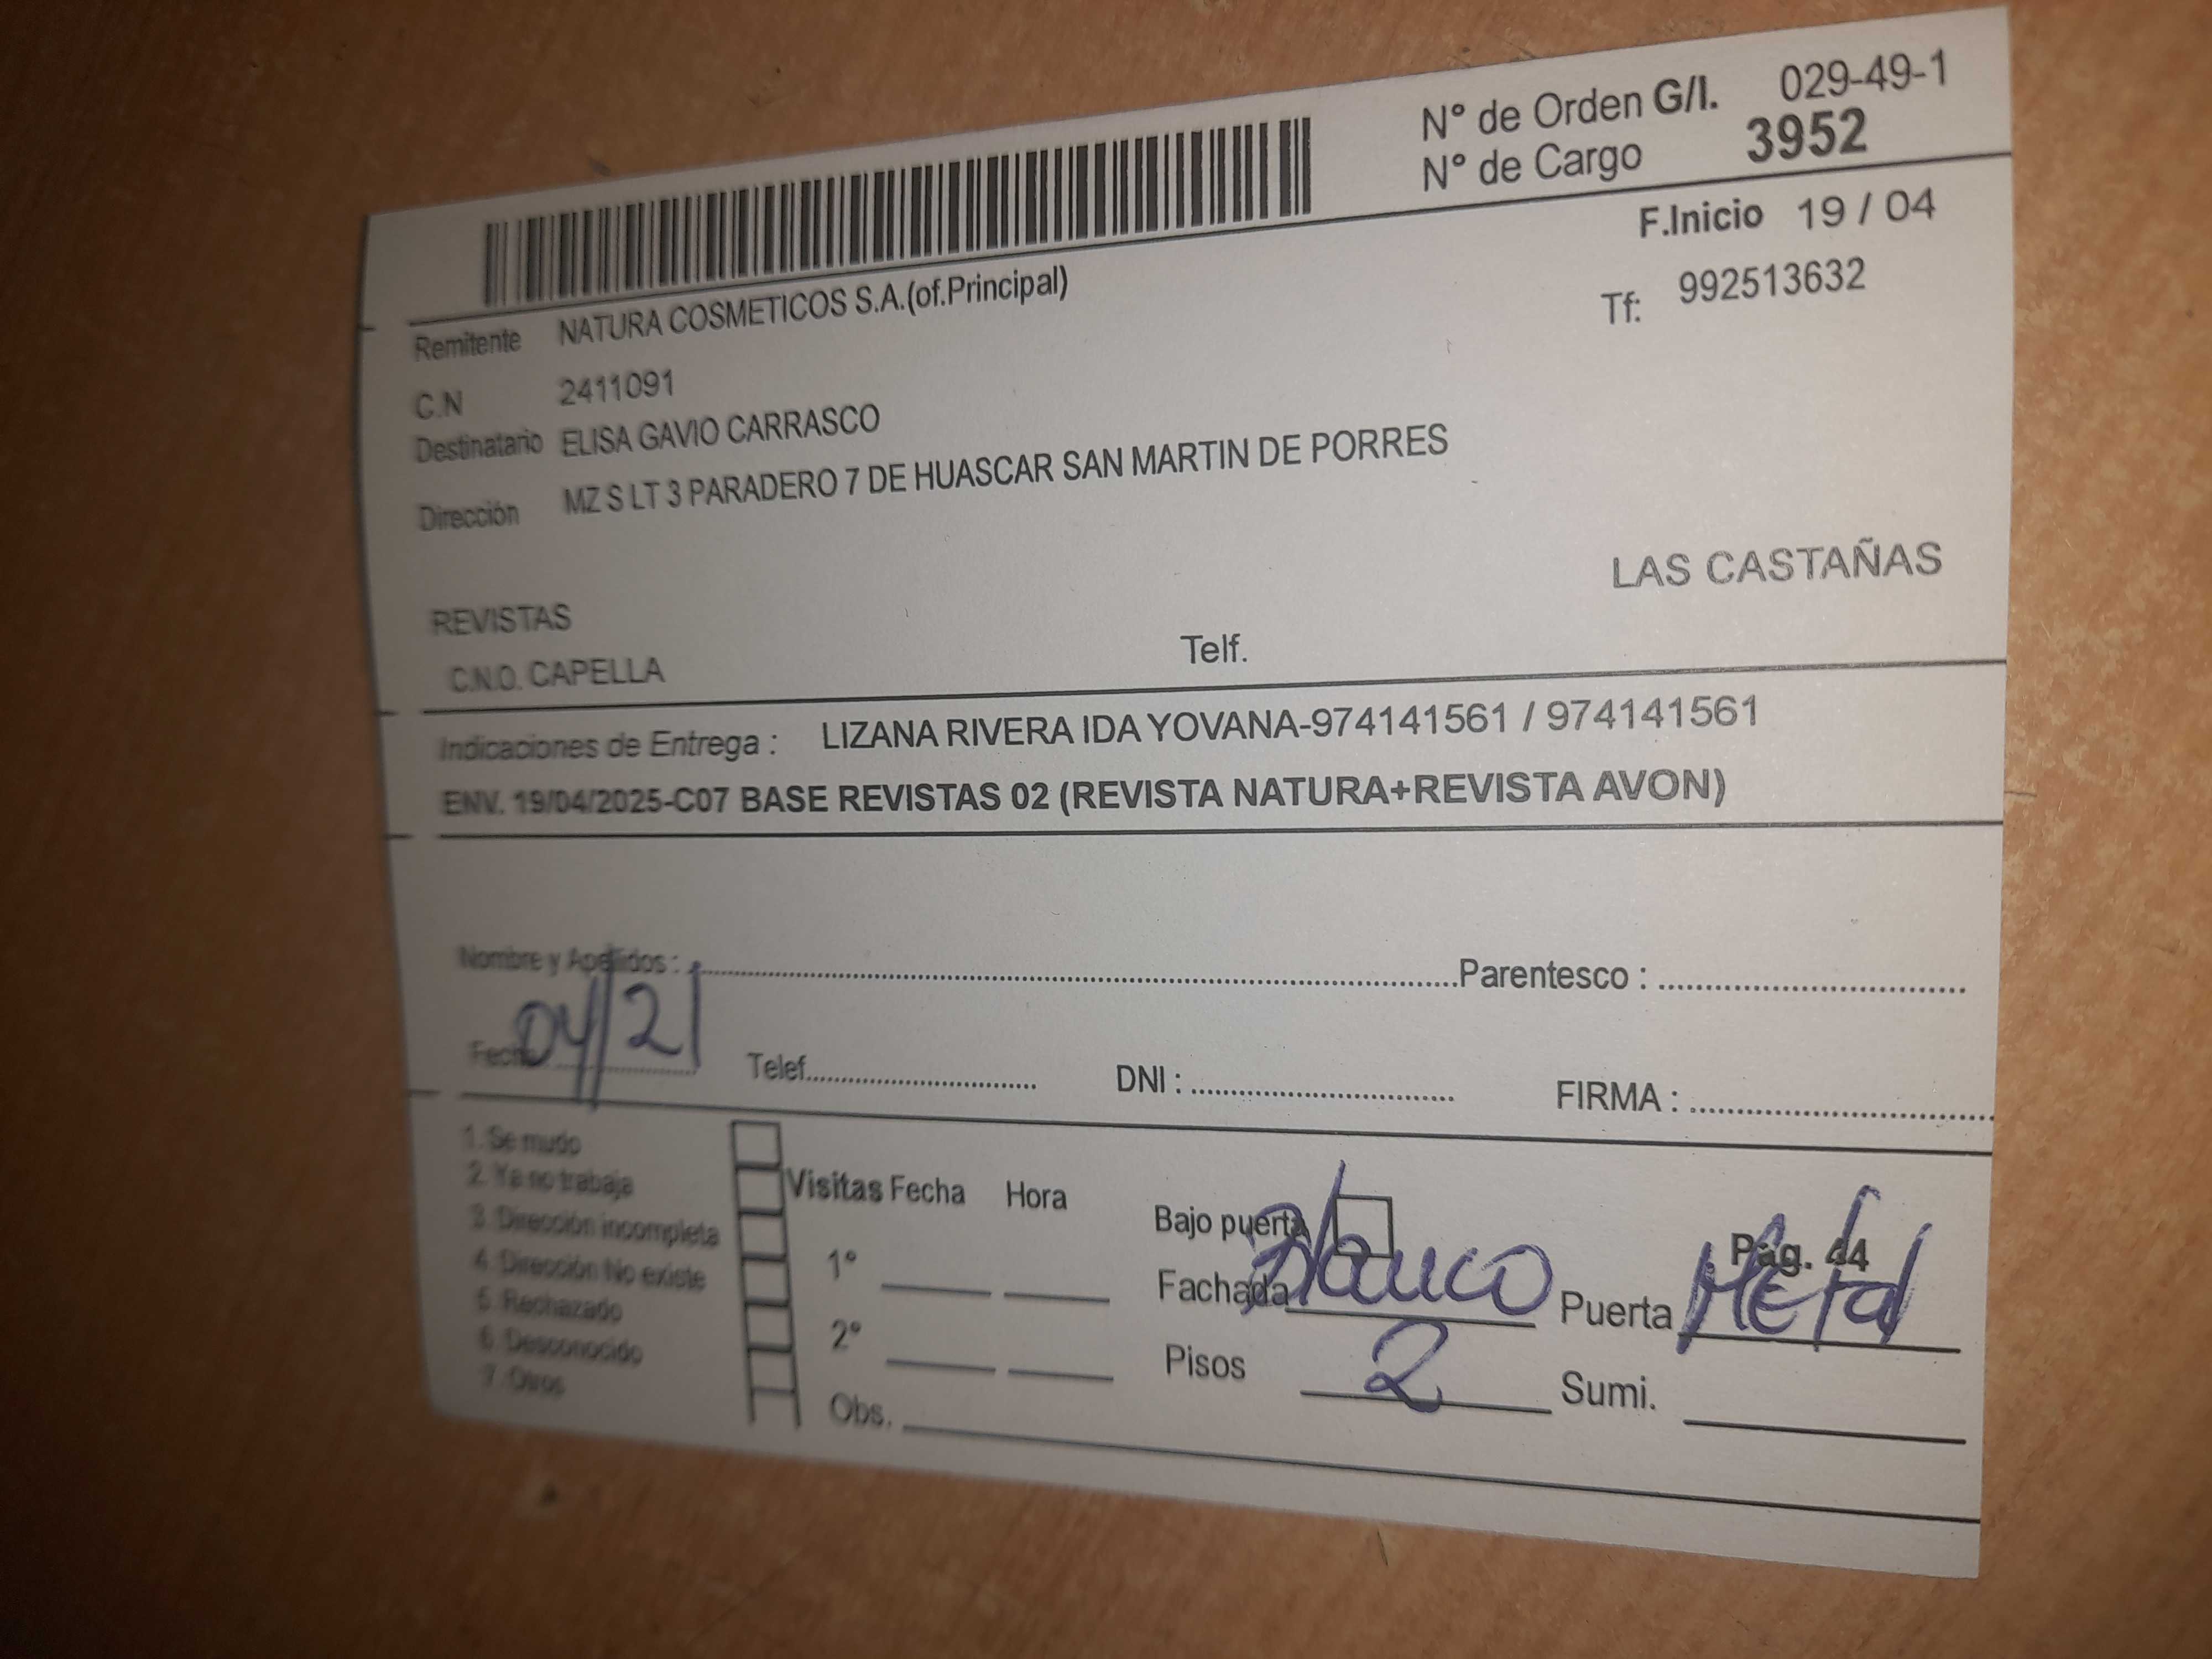 N° de Orden G/I. 029-49-1
N° de Cargo 3952
F.Inicio 19 / 04
Remitente NATURA COSMETICOS S.A.(of.Principal)
Tf: 992513632
C.N 2411091
Destinatario ELISA GAVIO CARRASCO
Dirección MZ S LT 3 PARADERO 7 DE HUASCAR SAN MARTIN DE PORRES
LAS CASTAÑAS
REVISTAS
C.N.O. CAPELLA Telf.
Indicaciones de Entrega : LIZANA RIVERA IDA YOVANA-974141561 / 974141561
ENV. 19/04/2025-C07 BASE REVISTAS 02 (REVISTA NATURA+REVISTA AVON)
Nombre y Apellidos : Parentesco :
Fecha 04/21 Telef. DNI : FIRMA :
1. Se mudo
2. Ya no trabaja
3. Dirección incompleta
4. Dirección No existe
5. Rechazado
6. Desconocido
7. Otros
Visitas Fecha Hora
1°
2°
Obs.
Bajo puerta
Pág. 44
Fachada blanco Puerta Metal
Pisos 2 Sumi.